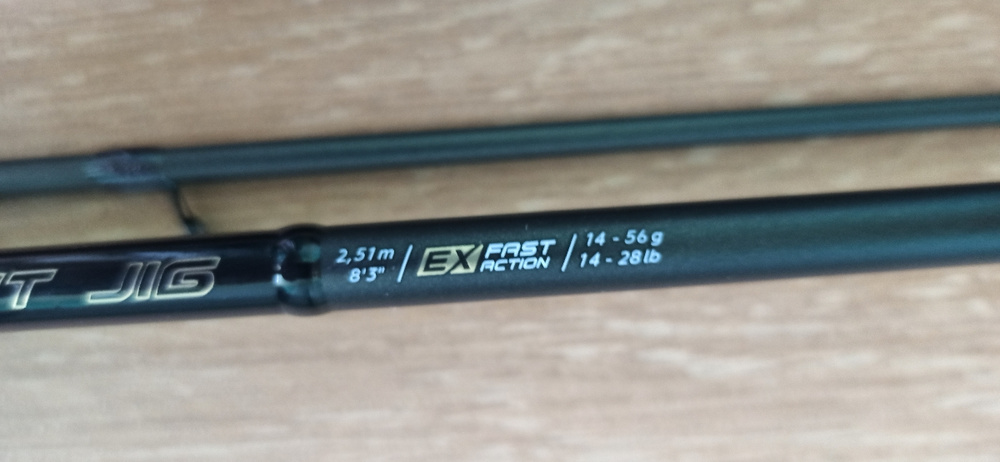 T JIG
2,51m
8'3"
EX FAST ACTION
14 - 56g
14 - 28lb